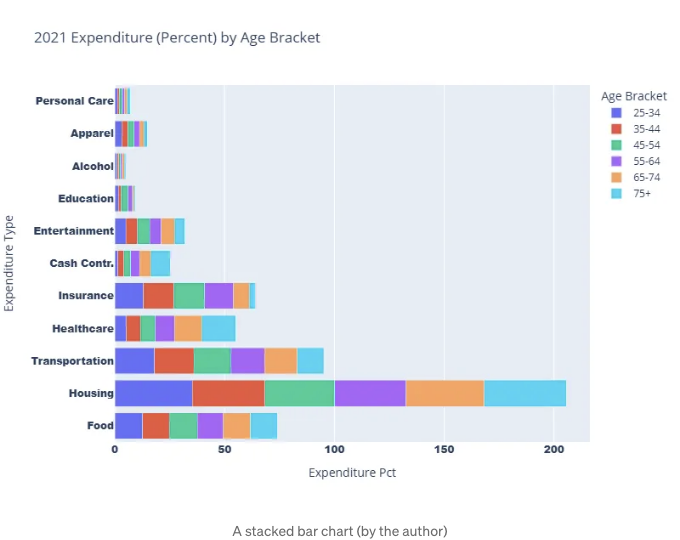 2021 Expenditure (Percent) by Age Bracket
Age Bracket
25-34
35-44
45-54
55-64
65-74
75+
Expenditure Type
Personal Care
Apparel
Alcohol
Education
Entertainment
Cash Contr.
Insurance
Healthcare
Transportation
Housing
Food
0 50 100 150 200
Expenditure Pct
A stacked bar chart (by the author)